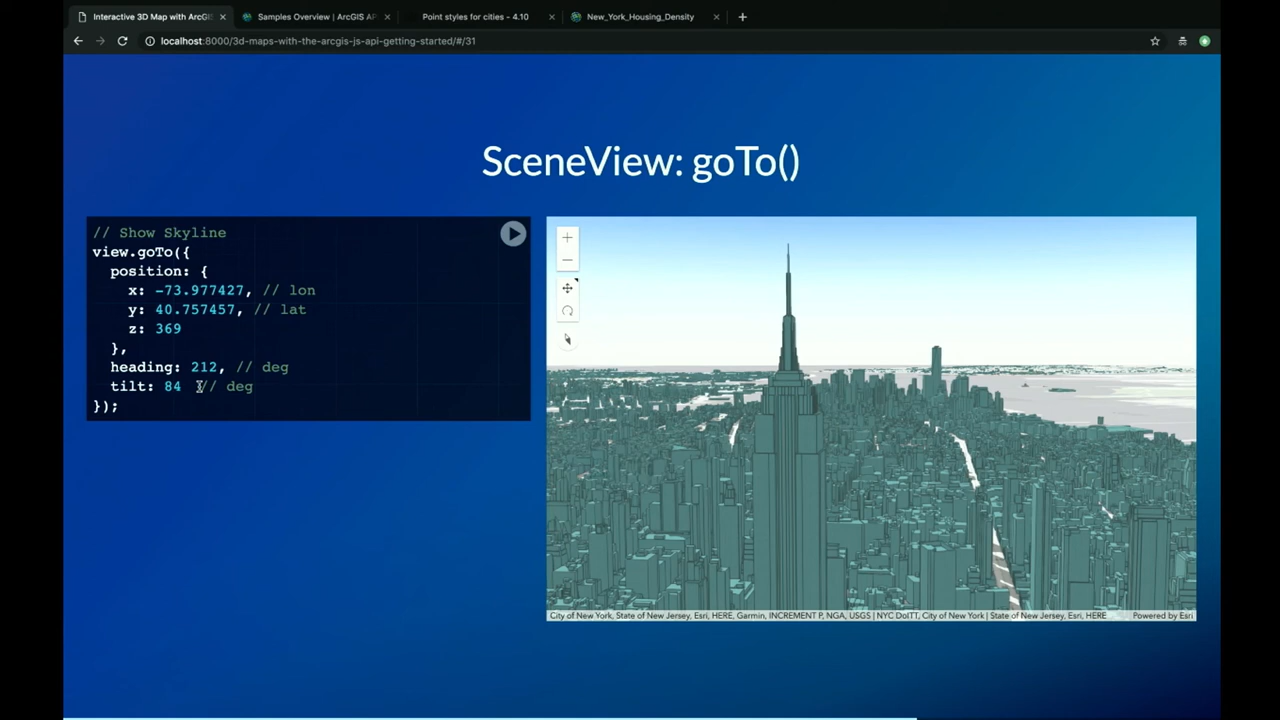 Interactive 3D Map with ArcGIS
Samples Overview | ArcGIS AP
Point styles for cities - 4.10
New_York_Housing_Density
localhost:8000/3d-maps-with-the-arcgis-js-api-getting-started/#/31
SceneView: goTo()
// Show Skyline
view.goTo({
position: {
x: -73.977427, // lon
y: 40.757457, // lat
z: 369
},
heading: 212, // deg
tilt: 84 // deg
});
City of New York, State of New Jersey, Esri, HERE, Garmin, INCREMENT P, NGA, USGS | NYC DoITT, City of New York | State of New Jersey, Esri, HERE
Powered by Esri